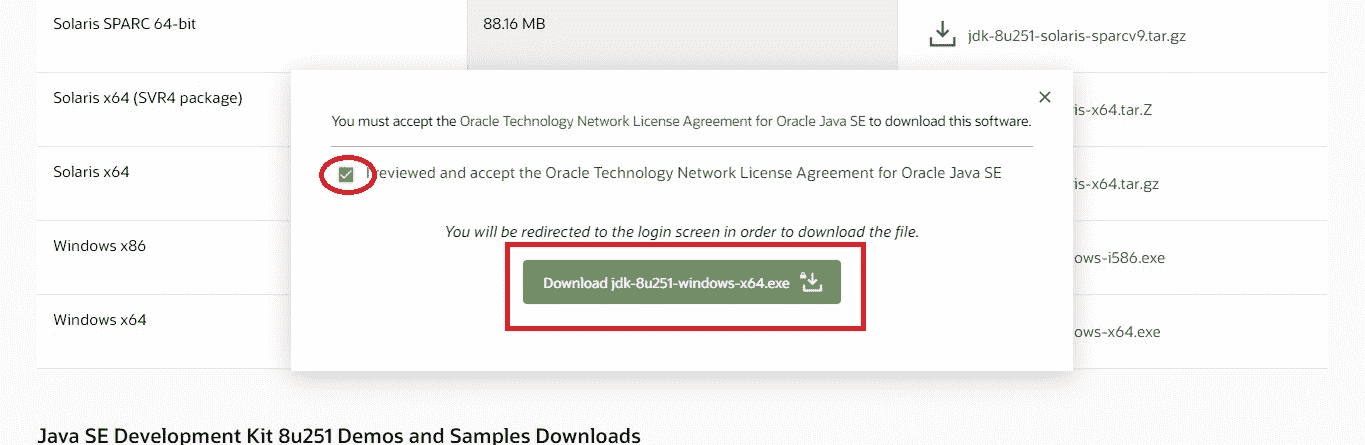 Solaris SPARC 64-bit
88.16 MB
jdk-8u251-solaris-sparcv9.tar.gz
Solaris x64 (SVR4 package)
is-x64.tar.Z
You must accept the Oracle Technology Network License Agreement for Oracle Java SE to download this software.
Solaris x64
reviewed and accept the Oracle Technology Network License Agreement for Oracle Java SE
is-x64.tar.gz
You will be redirected to the login screen in order to download the file.
Windows x86
ows-i586.exe
Download jdk-8u251-windows-x64.exe
Windows x64
ows-x64.exe
Java SE Development Kit 8u251 Demos and Samples Downloads